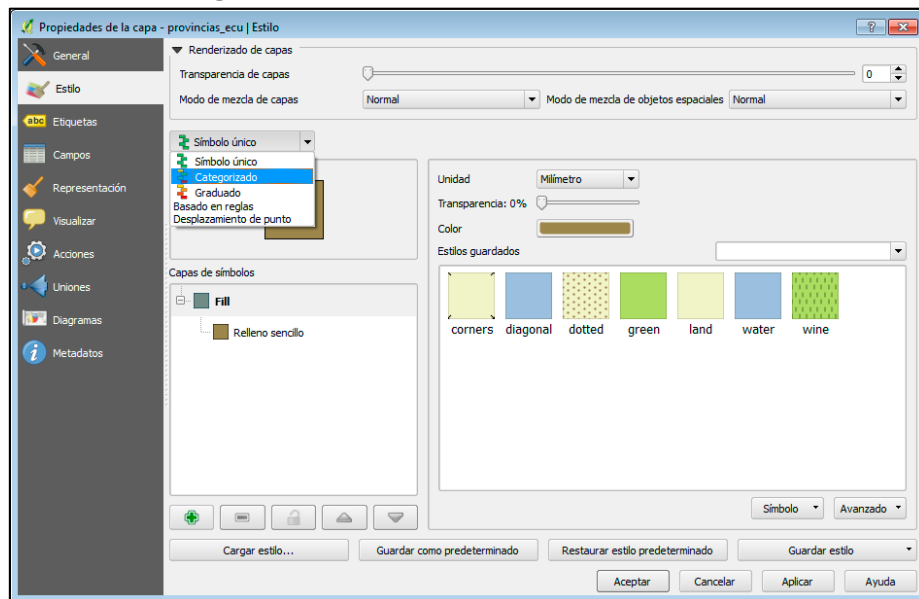 Propiedades de la capa - provincias_ecu | Estilo
General
Estilo
abc Etiquetas
Campos
Representación
Visualizar
Acciones
Uniones
Diagramas
Metadatos
Renderizado de capas
Transparencia de capas 0
Modo de mezcla de capas Normal Modo de mezcla de objetos espaciales Normal
Símbolo único
Símbolo único
Categorizado
Graduado
Basado en reglas
Desplazamiento de punto
Capas de símbolos
Fill
Relleno sencillo
Unidad Milímetro
Transparencia: 0%
Color
Estilos guardados
corners diagonal dotted green land water wine
Símbolo Avanzado
Cargar estilo... Guardar como predeterminado Restaurar estilo predeterminado Guardar estilo
Aceptar Cancelar Aplicar Ayuda